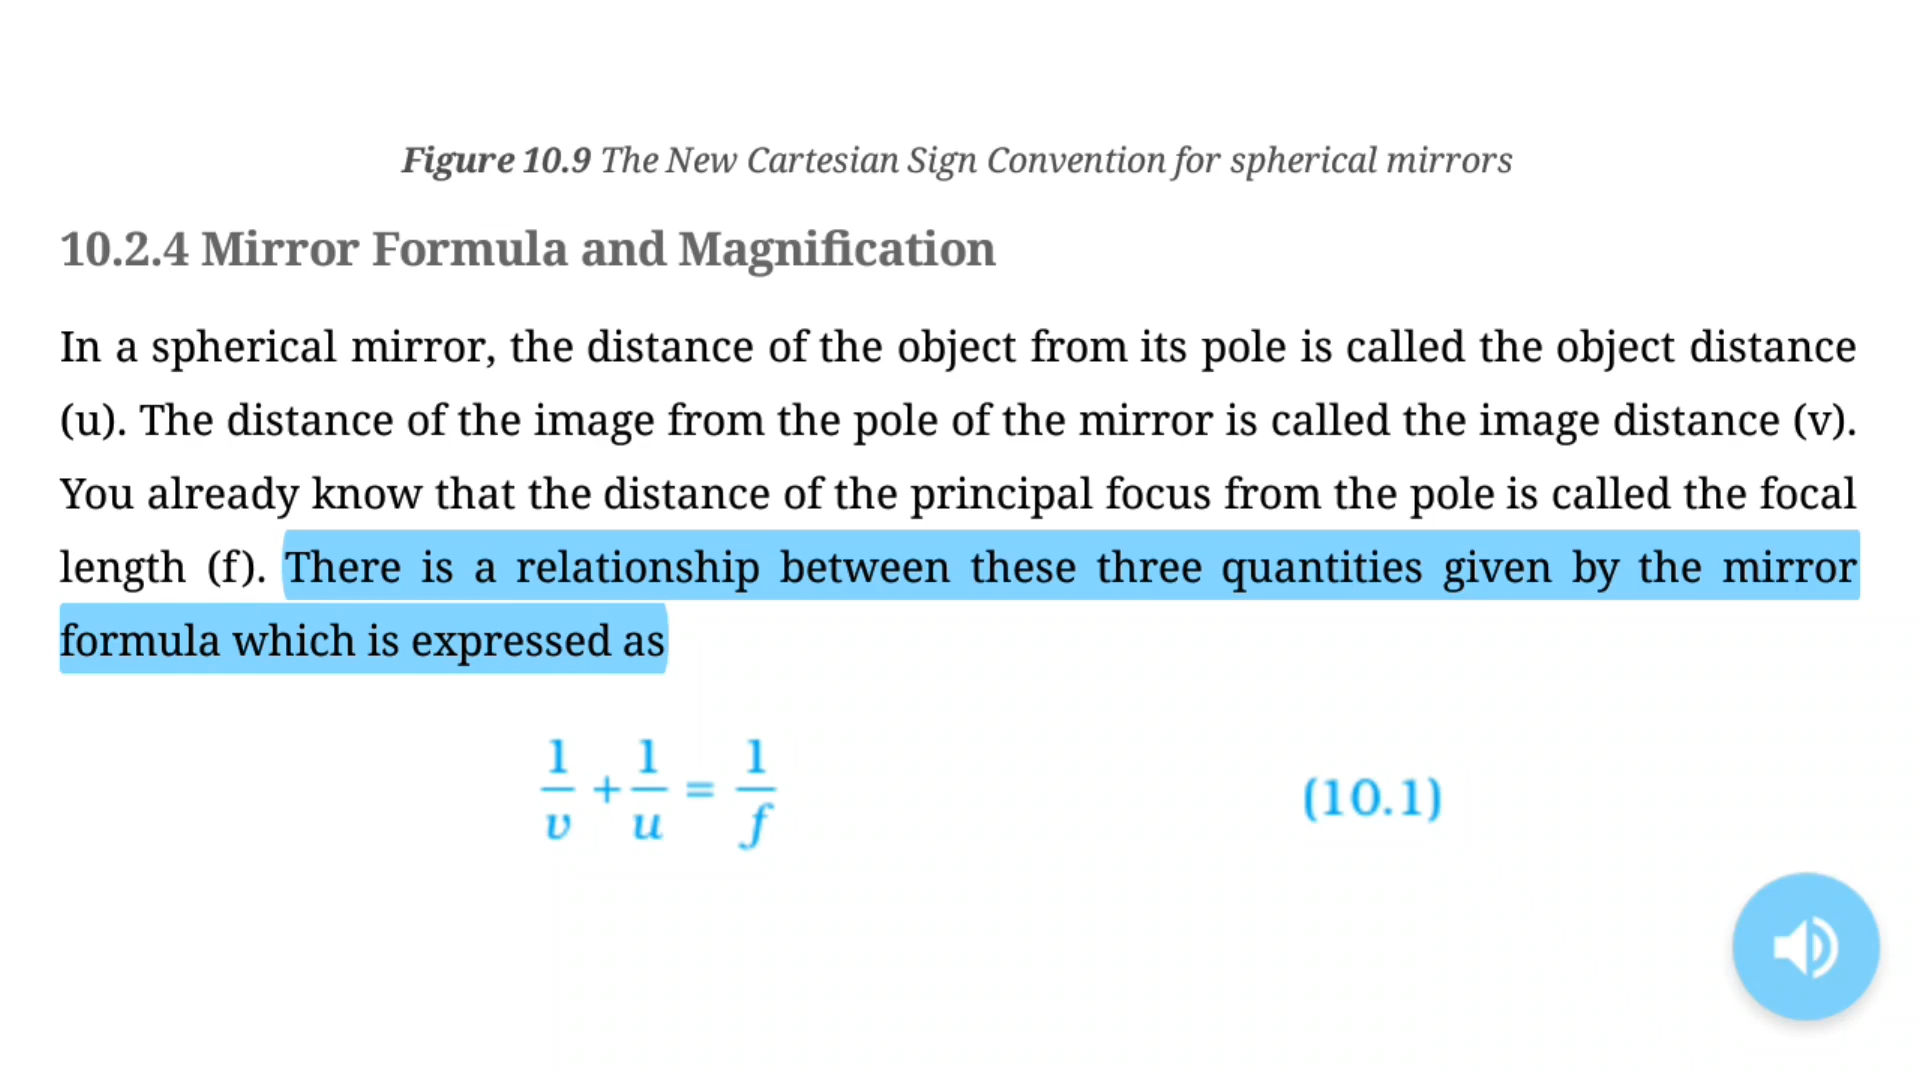 Figure 10.9 The New Cartesian Sign Convention for spherical mirrors
10.2.4 Mirror Formula and Magnification
In a spherical mirror, the distance of the object from its pole is called the object distance
(u). The distance of the image from the pole of the mirror is called the image distance (v).
You already know that the distance of the principal focus from the pole is called the focal
length (f). There is a relationship between these three quantities given by the mirror
formula which is expressed as
1/v + 1/u = 1/f (10.1)